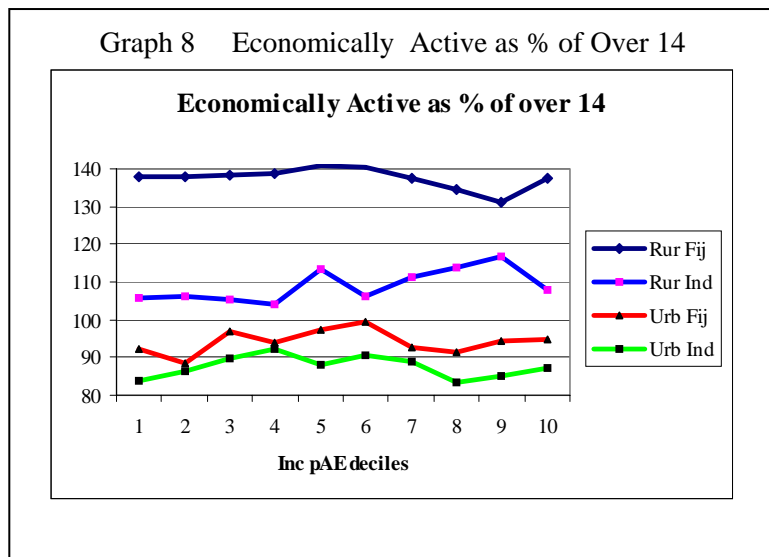 Graph 8 Economically Active as % of Over 14
Economically Active as % of over 14
140
130
120
110
100
90
80
1 2 3 4 5 6 7 8 9 10
Inc pAE deciles
Rur Fij
Rur Ind
Urb Fij
Urb Ind